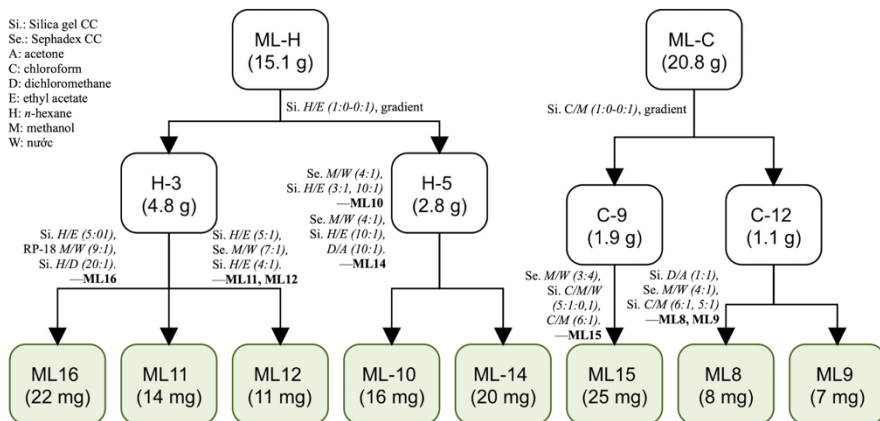 Si.: Silica gel CC
Se.: Sephadex CC
A: acetone
C: chloroform
D: dichloromethane
E: ethyl acetate
H: n-hexane
M: methanol
W: nước
ML-H
(15.1 g)
ML-C
(20.8 g)
Si. H/E (1:0-0:1), gradient
Si. C/M (1:0-0:1), gradient
H-3
(4.8 g)
Se. M/W (4:1),
Si. H/E (3:1, 10:1)
—ML10
Se. M/W (4:1),
Si. H/E (10:1),
D/A (10:1).
—ML14
H-5
(2.8 g)
C-9
(1.9 g)
C-12
(1.1 g)
Si. H/E (5:01),
RP-18 M/W (9:1),
Si. H/D (20:1).
—ML16
Si. H/E (5:1),
Se. M/W (7:1),
Si. H/E (4:1).
—ML11, ML12
Se. M/W (3:4),
Si. C/M/W
(5:1:0,1),
C/M (6:1).
—ML15
Si. D/A (1:1),
Se. M/W (4:1),
Si. C/M (6:1, 5:1)
—ML8, ML9
ML16
(22 mg)
ML11
(14 mg)
ML12
(11 mg)
ML-10
(16 mg)
ML-14
(20 mg)
ML15
(25 mg)
ML8
(8 mg)
ML9
(7 mg)